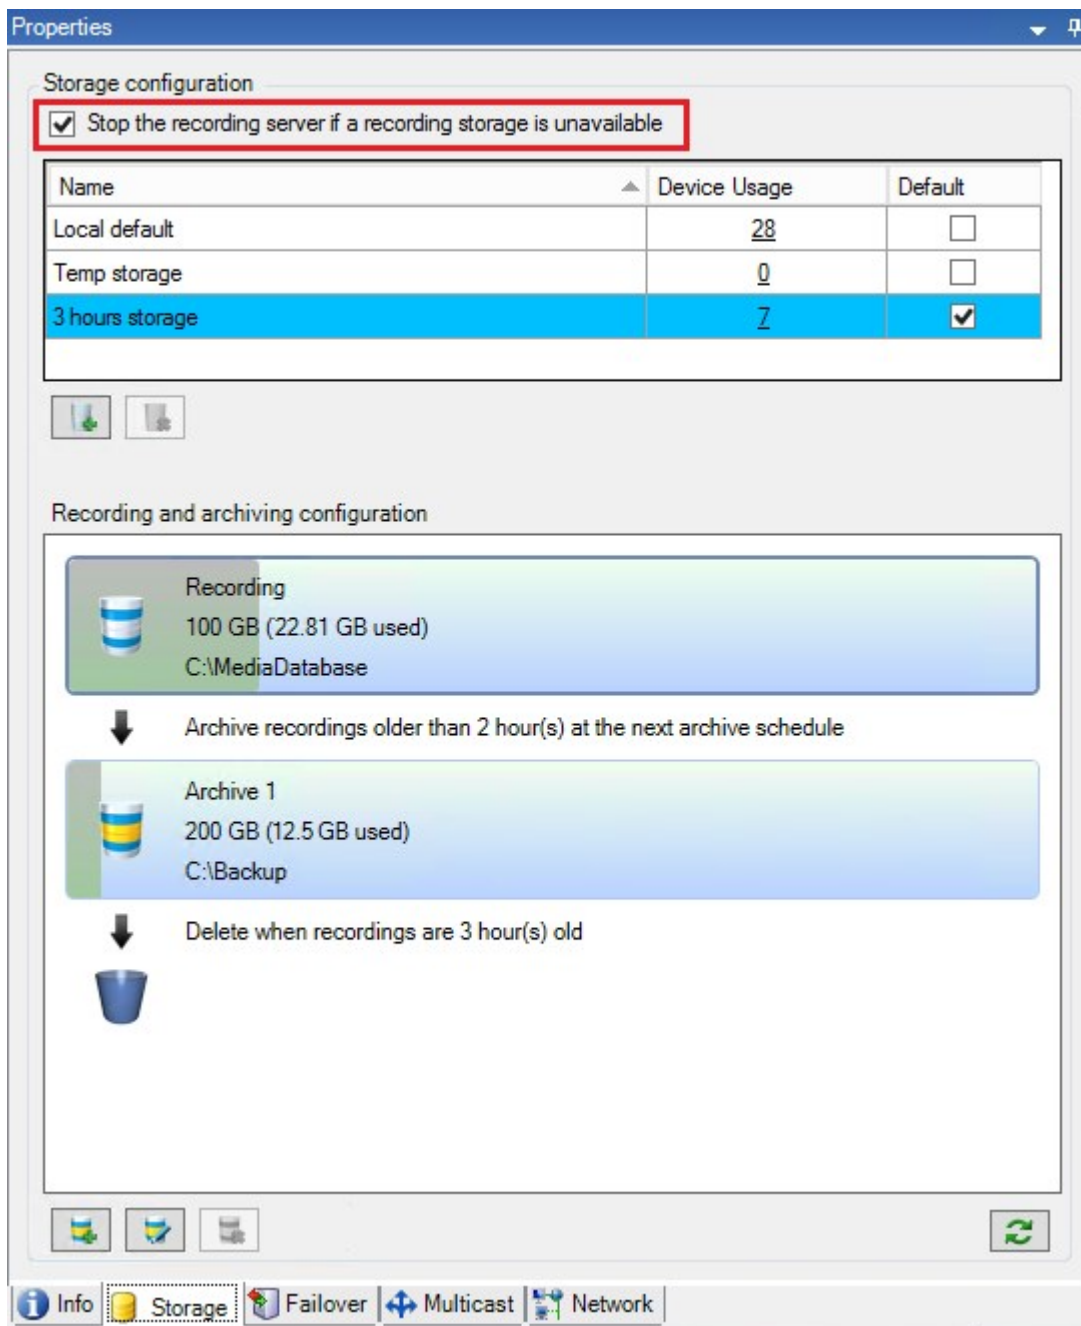 Properties
Storage configuration
Stop the recording server if a recording storage is unavailable
Name Device Usage Default
Local default 28
Temp storage 0
3 hours storage 7
Recording and archiving configuration
Recording
100 GB (22.81 GB used)
C:\MediaDatabase
Archive recordings older than 2 hour(s) at the next archive schedule
Archive 1
200 GB (12.5 GB used)
C:\Backup
Delete when recordings are 3 hour(s) old
Info Storage Failover Multicast Network